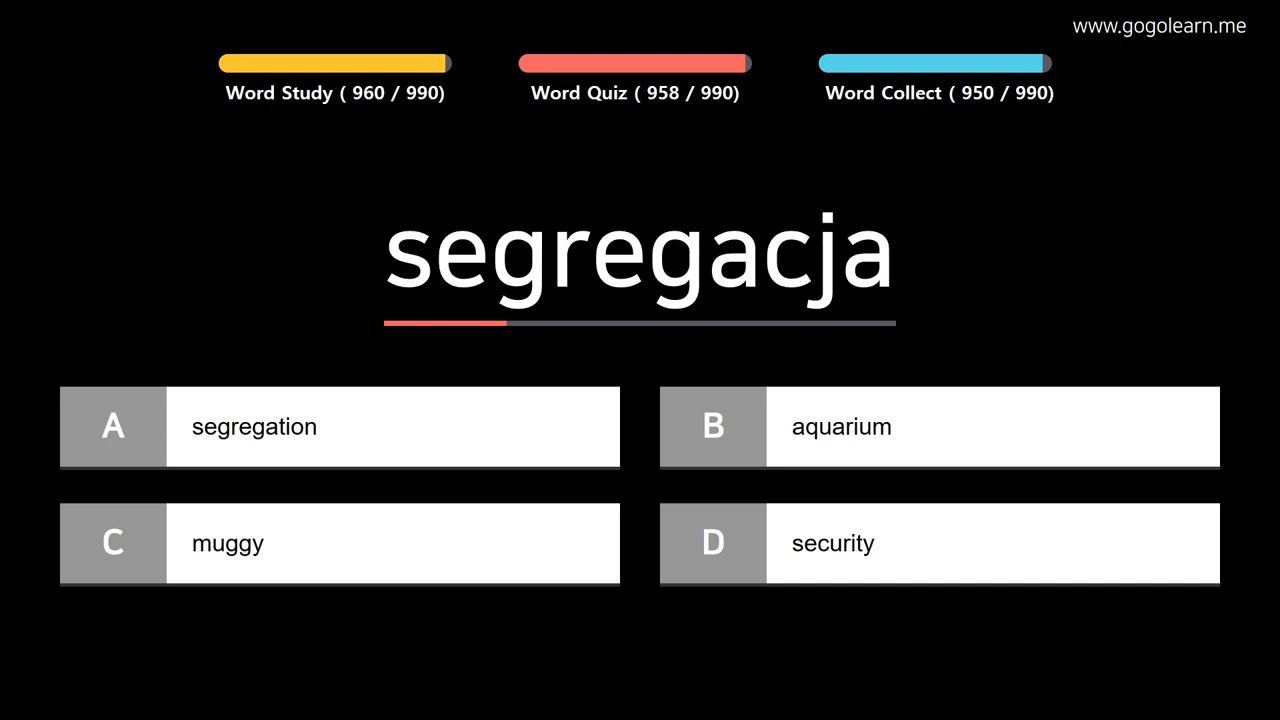 www.gogolearn.me
Word Study ( 960 / 990)
Word Quiz ( 958 / 990)
Word Collect ( 950 / 990)
segregacja
A segregation
B aquarium
C muggy
D security